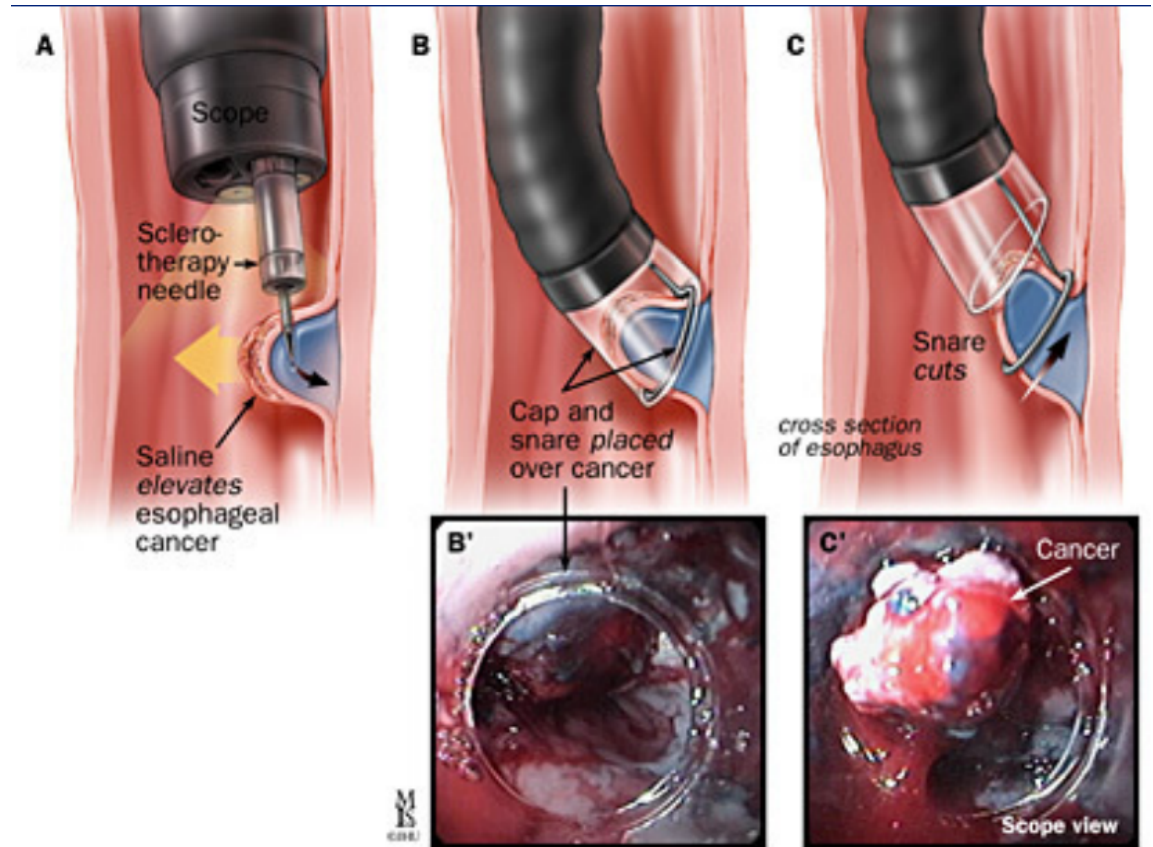 A
Scope
Sclero-
therapy
needle
Saline
elevates
esophageal
cancer
B
Cap and
snare placed
over cancer
C
Snare
cuts
cross section
of esophagus
B'
C'
Cancer
Scope view
M
IS